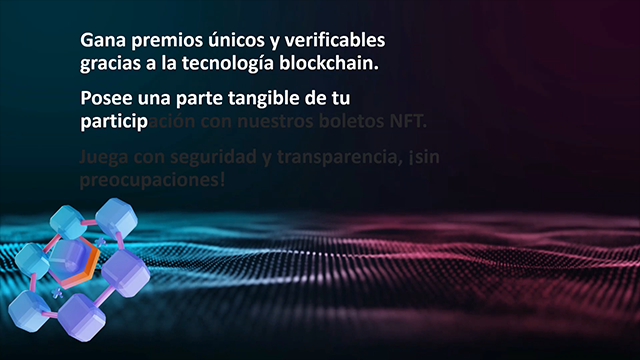 Gana premios únicos y verificables
gracias a la tecnología blockchain.
Posee una parte tangible de tu
participación con nuestros boletos NFT.
Juega con seguridad y transparencia, ¡sin
preocupaciones!